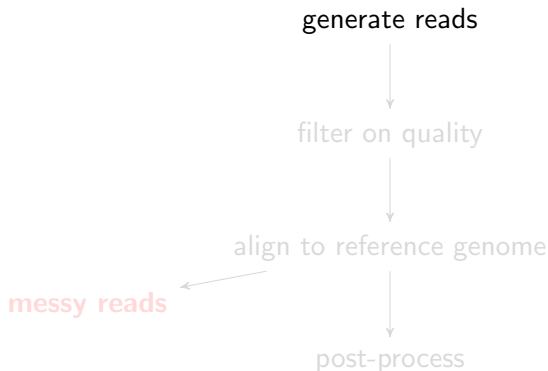 generate reads
filter on quality
align to reference genome
messy reads
post-process